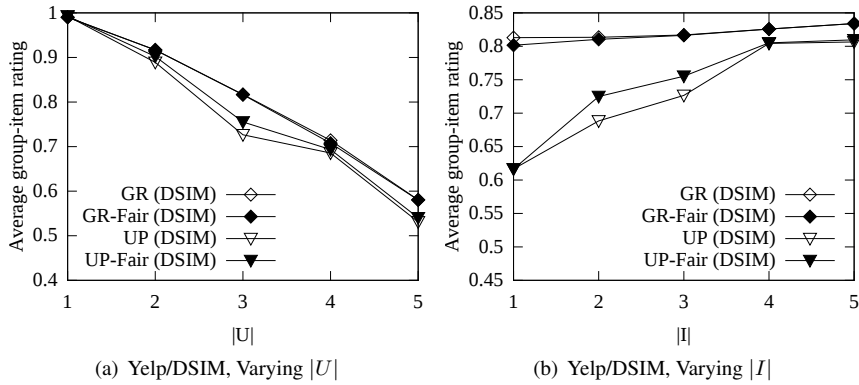 Average group-item rating
1
0.9
0.8
0.7
0.6
0.5
0.4
GR (DSIM)
GR-Fair (DSIM)
UP (DSIM)
UP-Fair (DSIM)
1 2 3 4 5
|U|
(a) Yelp/DSIM, Varying |U|
Average group-item rating
0.85
0.8
0.75
0.7
0.65
0.6
0.55
0.5
0.45
GR (DSIM)
GR-Fair (DSIM)
UP (DSIM)
UP-Fair (DSIM)
1 2 3 4 5
|I|
(b) Yelp/DSIM, Varying |I|